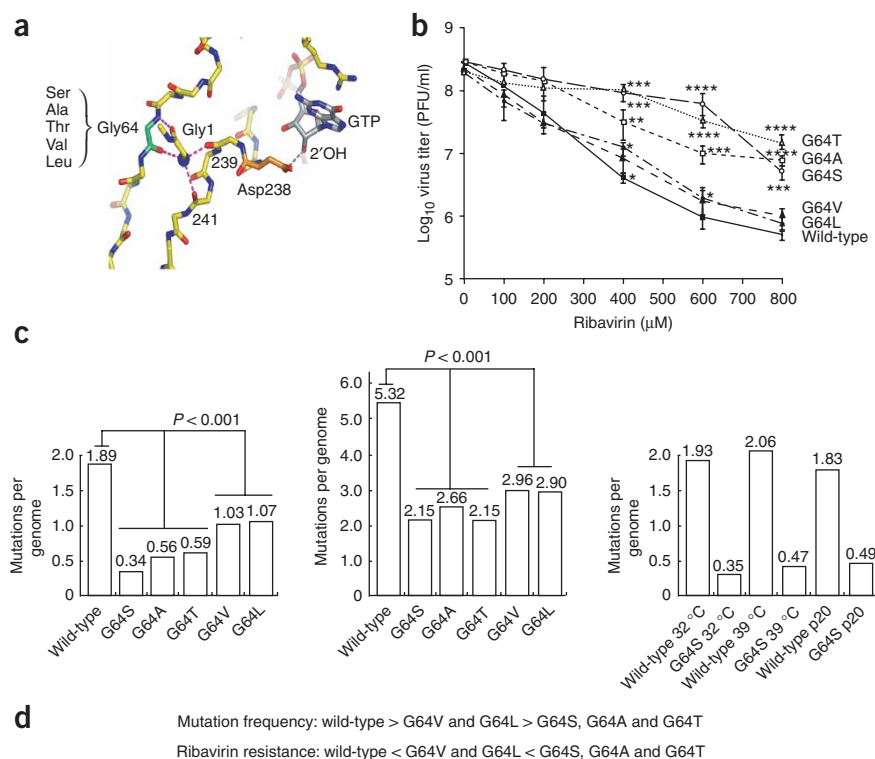 a
Ser
Ala
Thr
Val
Leu
Gly64
Gly1
239
241
Asp238
GTP
2′OH
b
Log10 virus titer (PFU/ml)
9
8
7
6
5
0 100 200 300 400 500 600 700 800
Ribavirin (µM)
***
***
**
*
*
****
****
***
*
****
****
***
G64T
G64A
G64S
G64V
G64L
Wild-type
c
Mutations per genome
2.0
1.5
1.0
0.5
0
P < 0.001
1.89
0.34
0.56
0.59
1.03
1.07
Wild-type
G64S
G64A
G64T
G64V
G64L
Mutations per genome
6.0
5.0
4.0
3.0
2.0
1.0
0
P < 0.001
5.32
2.15
2.66
2.15
2.96
2.90
Wild-type
G64S
G64A
G64T
G64V
G64L
Mutations per genome
2.0
1.5
1.0
0.5
0
1.93
0.35
2.06
0.47
1.83
0.49
Wild-type 32 °C
G64S 32 °C
Wild-type 39 °C
G64S 39 °C
Wild-type p20
G64S p20
d
Mutation frequency: wild-type > G64V and G64L > G64S, G64A and G64T
Ribavirin resistance: wild-type < G64V and G64L < G64S, G64A and G64T